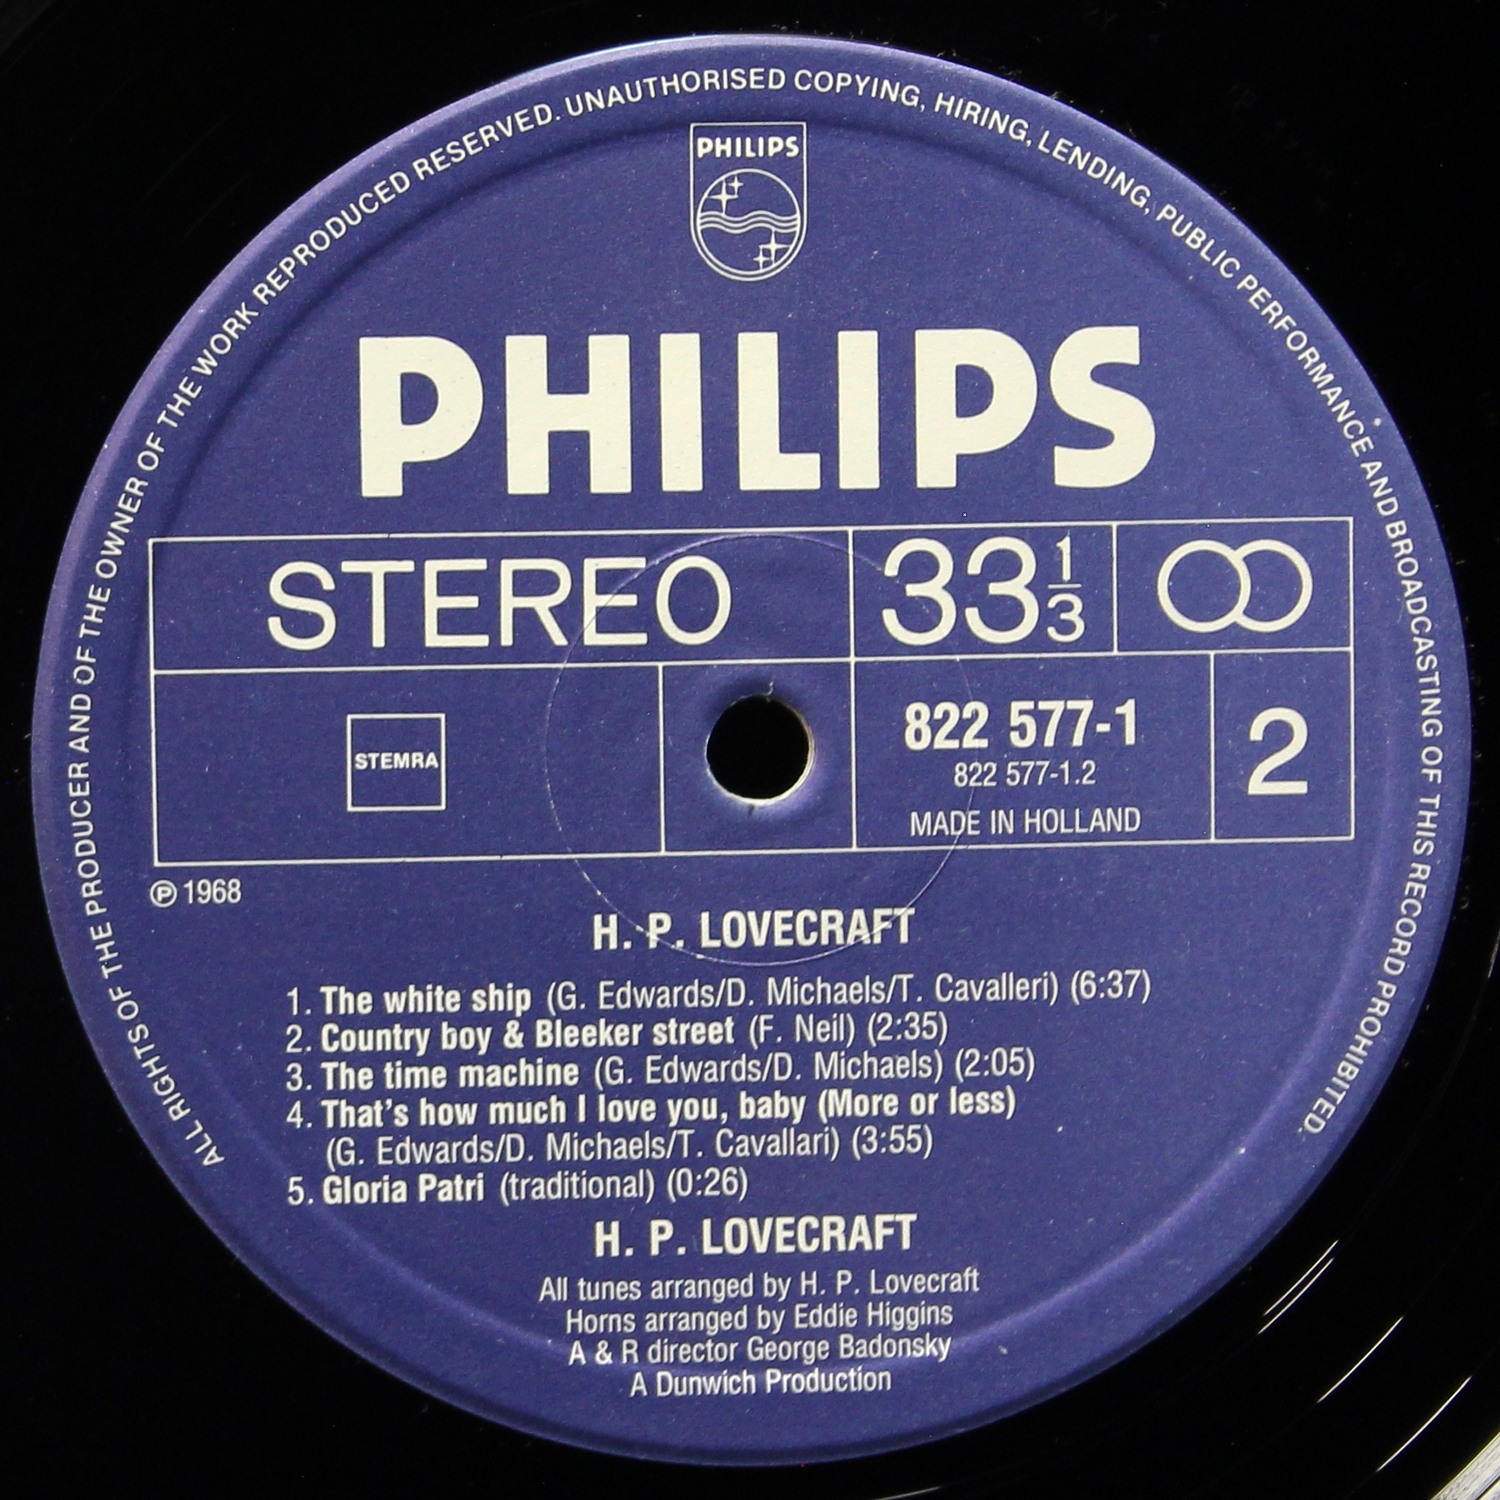 ALL RIGHTS OF THE PRODUCER AND OF THE OWNER OF THE WORK REPRODUCED RESERVED. UNAUTHORISED COPYING, HIRING, LENDING, PUBLIC PERFORMANCE AND BROADCASTING OF THIS RECORD PROHIBITED.
PHILIPS
PHILIPS
STEREO 33 1/3
STEMRA
822 577-1
822 577-1.2
MADE IN HOLLAND
2
℗ 1968
H. P. LOVECRAFT
1. The white ship (G. Edwards/D. Michaels/T. Cavalleri) (6:37)
2. Country boy & Bleeker street (F. Neil) (2:35)
3. The time machine (G. Edwards/D. Michaels) (2:05)
4. That's how much I love you, baby (More or less)
(G. Edwards/D. Michaels/T. Cavallari) (3:55)
5. Gloria Patri (traditional) (0:26)
H. P. LOVECRAFT
All tunes arranged by H. P. Lovecraft
Horns arranged by Eddie Higgins
A & R director George Badonsky
A Dunwich Production